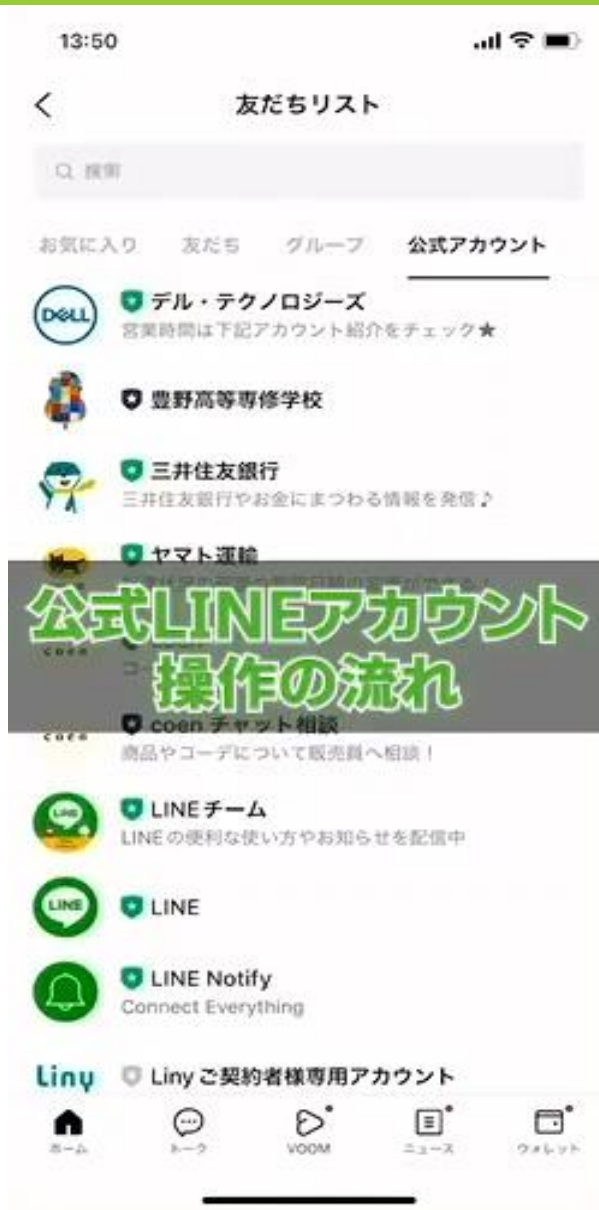 13:50
友だちリスト
検索
お気に入り 友だち グループ 公式アカウント
DELL
デル・テクノロジーズ
営業時間は下記アカウント紹介をチェック★
豊野高等専修学校
三井住友銀行
三井住友銀行やお金にまつわる情報を発信♪
ヤマト運輸
公式LINEアカウント
操作の流れ
coen
coen チャット相談
coen
商品やコーデについて販売員へ相談！
LINE
LINEチーム
LINEの便利な使い方やお知らせを配信中
LINE
LINE
LINE Notify
Connect Everything
Liny
Liny ご契約者様専用アカウント
ホーム トーク VOOM ニュース ウォレット